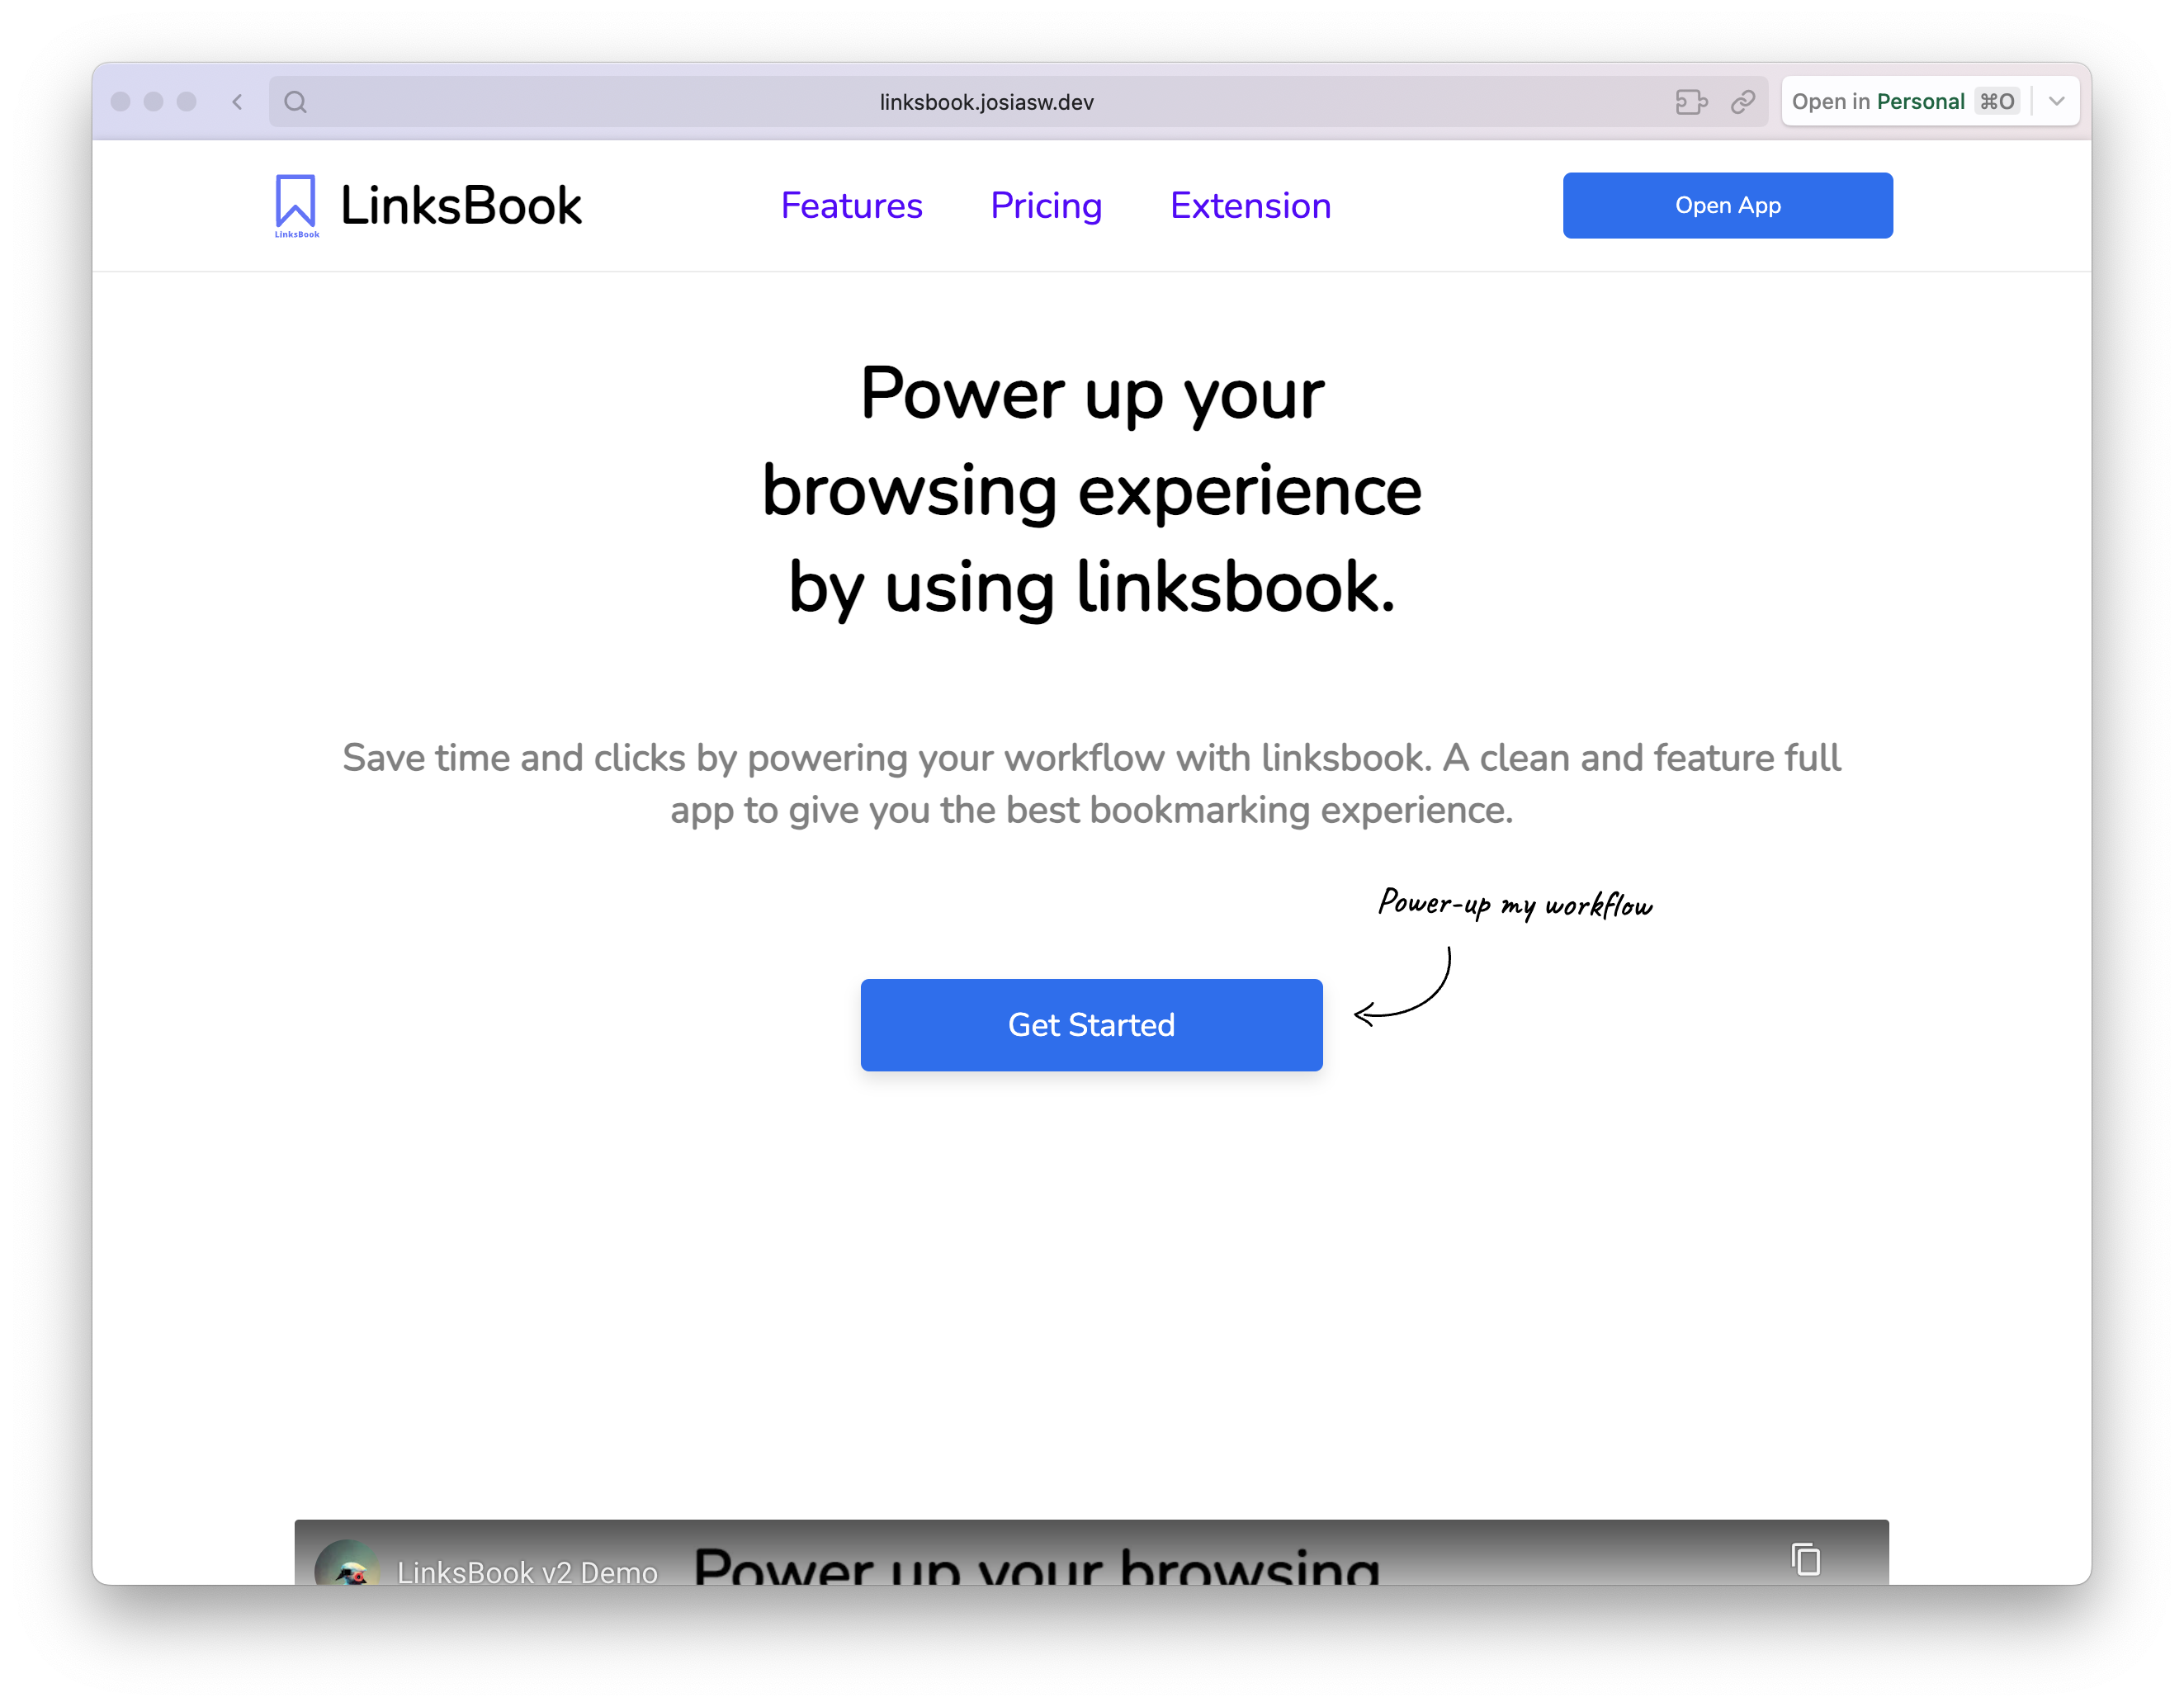 linksbook.josiasw.dev
Open in Personal ⌘O
LinksBook
LinksBook
Features
Pricing
Extension
Open App
Power up your
browsing experience
by using linksbook.
Save time and clicks by powering your workflow with linksbook. A clean and feature full
app to give you the best bookmarking experience.
Power-up my workflow
Get Started
LinksBook v2 Demo
Power up your browsing